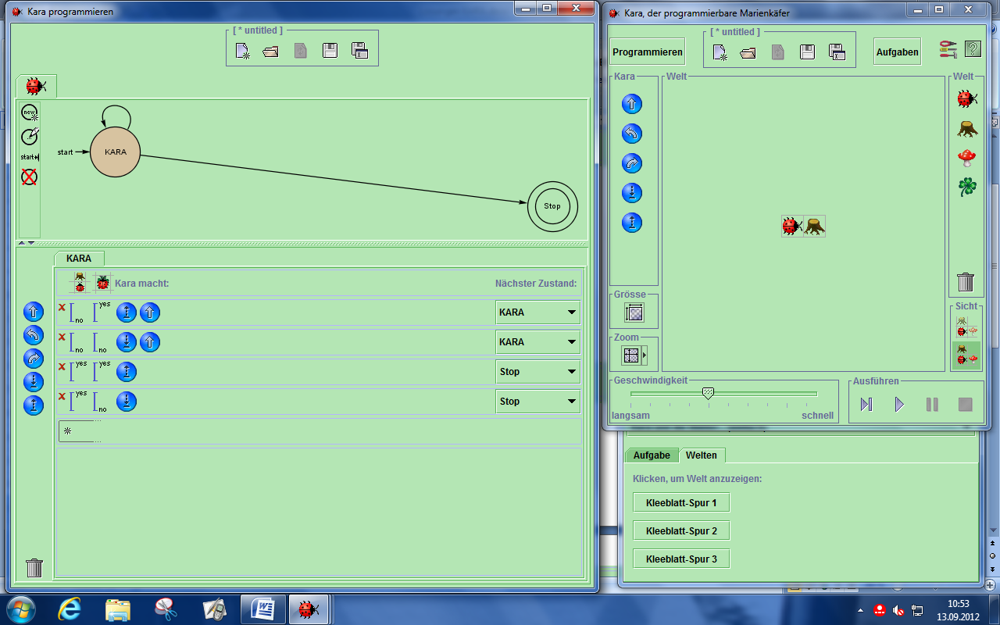 Kara programmieren
[ * untitled ]
new
start
start
KARA
Stop
KARA
Kara macht:
Nächster Zustand:
no
yes
KARA
no
no
KARA
yes
yes
Stop
yes
no
Stop
...
...
Kara, der programmierbare Marienkäfer
Programmieren
[ * untitled ]
Aufgaben
?
Kara
Welt
Welt
Grösse
Zoom
Sicht
Geschwindigkeit
langsam
schnell
Ausführen
Aufgabe
Welten
Klicken, um Welt anzuzeigen:
Kleeblatt-Spur 1
Kleeblatt-Spur 2
Kleeblatt-Spur 3
10:53
13.09.2012